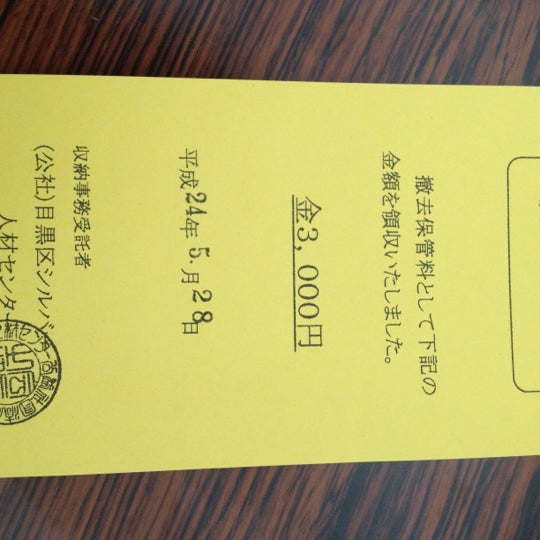 撤去保管料として下記の
金額を領収いたしました。
金3,000円
平成24年5.月28日
収納事務受託者
(公社)目黒区シルバ
人材センタ